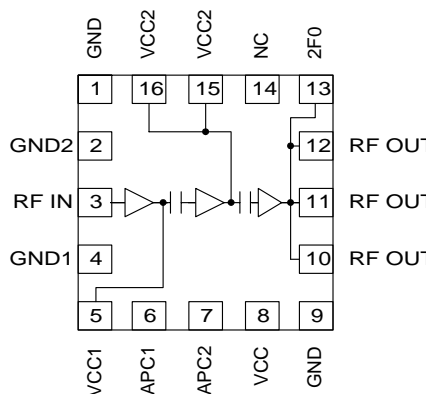 GND VCC2 VCC2 NC 2F0
1 16 15 14 13
GND2 2 12 RF OUT
RF IN 3 11 RF OUT
GND1 4 10 RF OUT
5 6 7 8 9
VCC1 APC1 APC2 VCC GND